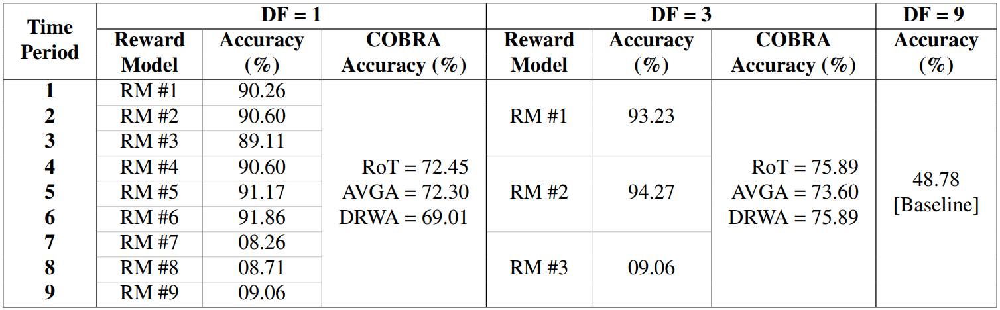 Time Period DF = 1 DF = 3 DF = 9
Reward Model Accuracy (%) COBRA Accuracy (%) Reward Model Accuracy (%) COBRA Accuracy (%) Accuracy (%)
1 RM #1 90.26
2 RM #2 90.60 RM #1 93.23
3 RM #3 89.11
4 RM #4 90.60 RoT = 72.45 RoT = 75.89
5 RM #5 91.17 AVGA = 72.30 RM #2 94.27 AVGA = 73.60 48.78 [Baseline]
6 RM #6 91.86 DRWA = 69.01 DRWA = 75.89
7 RM #7 08.26
8 RM #8 08.71 RM #3 09.06
9 RM #9 09.06